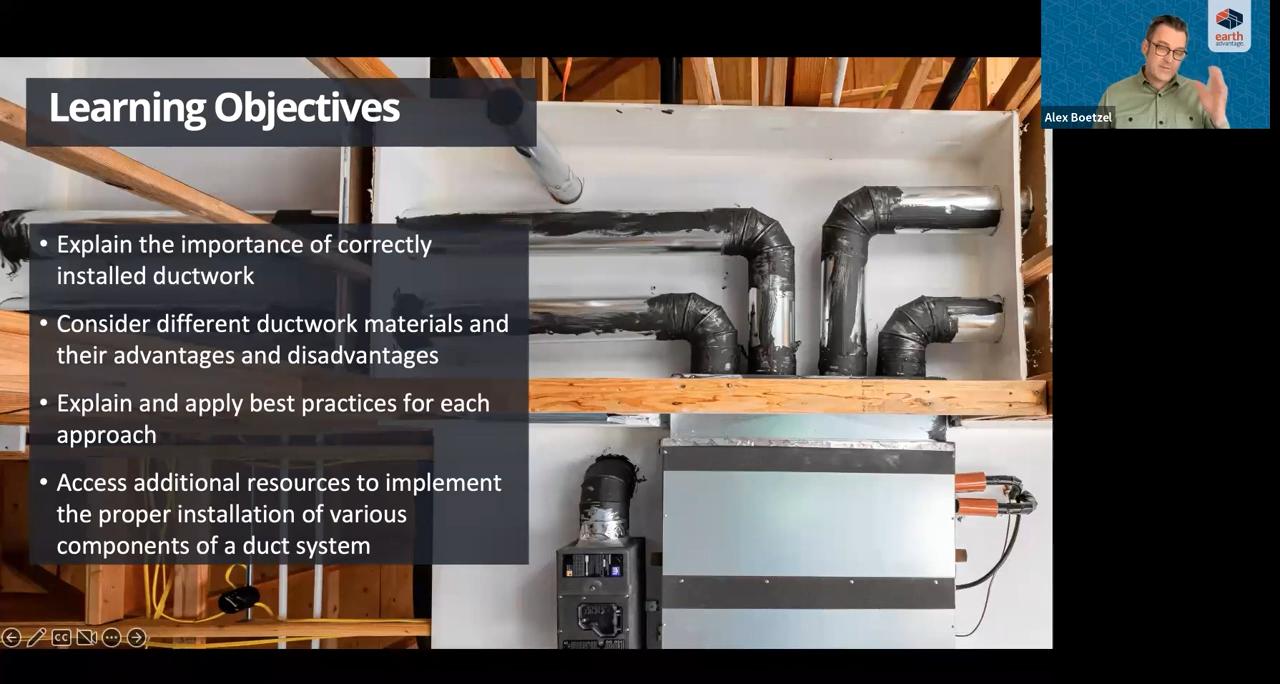 Learning Objectives
• Explain the importance of correctly
installed ductwork
• Consider different ductwork materials and
their advantages and disadvantages
• Explain and apply best practices for each
approach
• Access additional resources to implement
the proper installation of various
components of a duct system
CC
earth
advantage.
Alex Boetzel